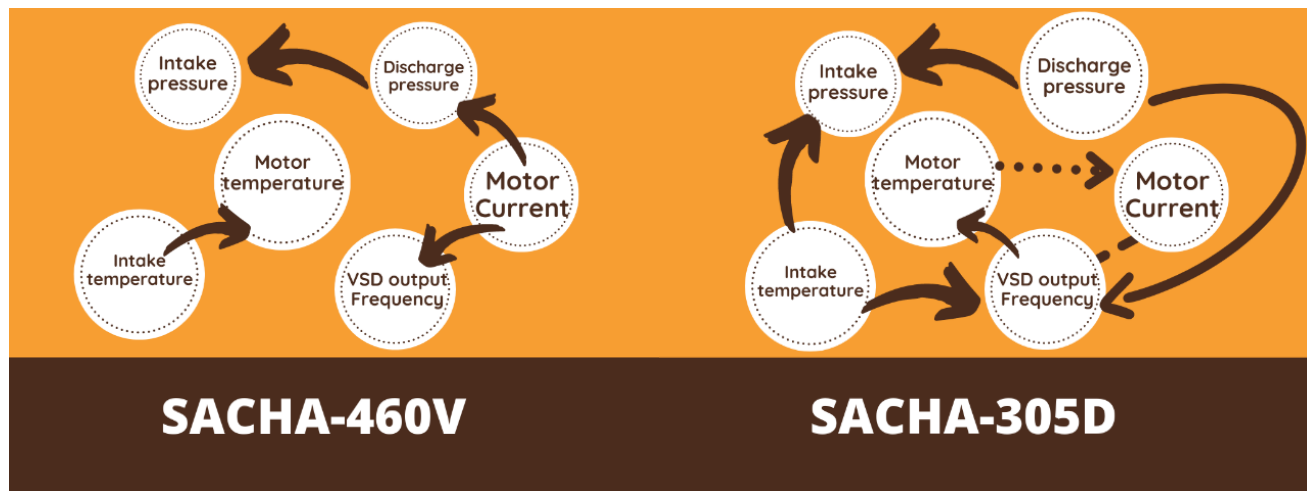 Intake
pressure
Discharge
pressure
Motor
temperature
Motor
Current
Intake
temperature
VSD output
Frequency
SACHA-460V
Intake
pressure
Discharge
pressure
Motor
temperature
Motor
Current
Intake
temperature
VSD output
Frequency
SACHA-305D